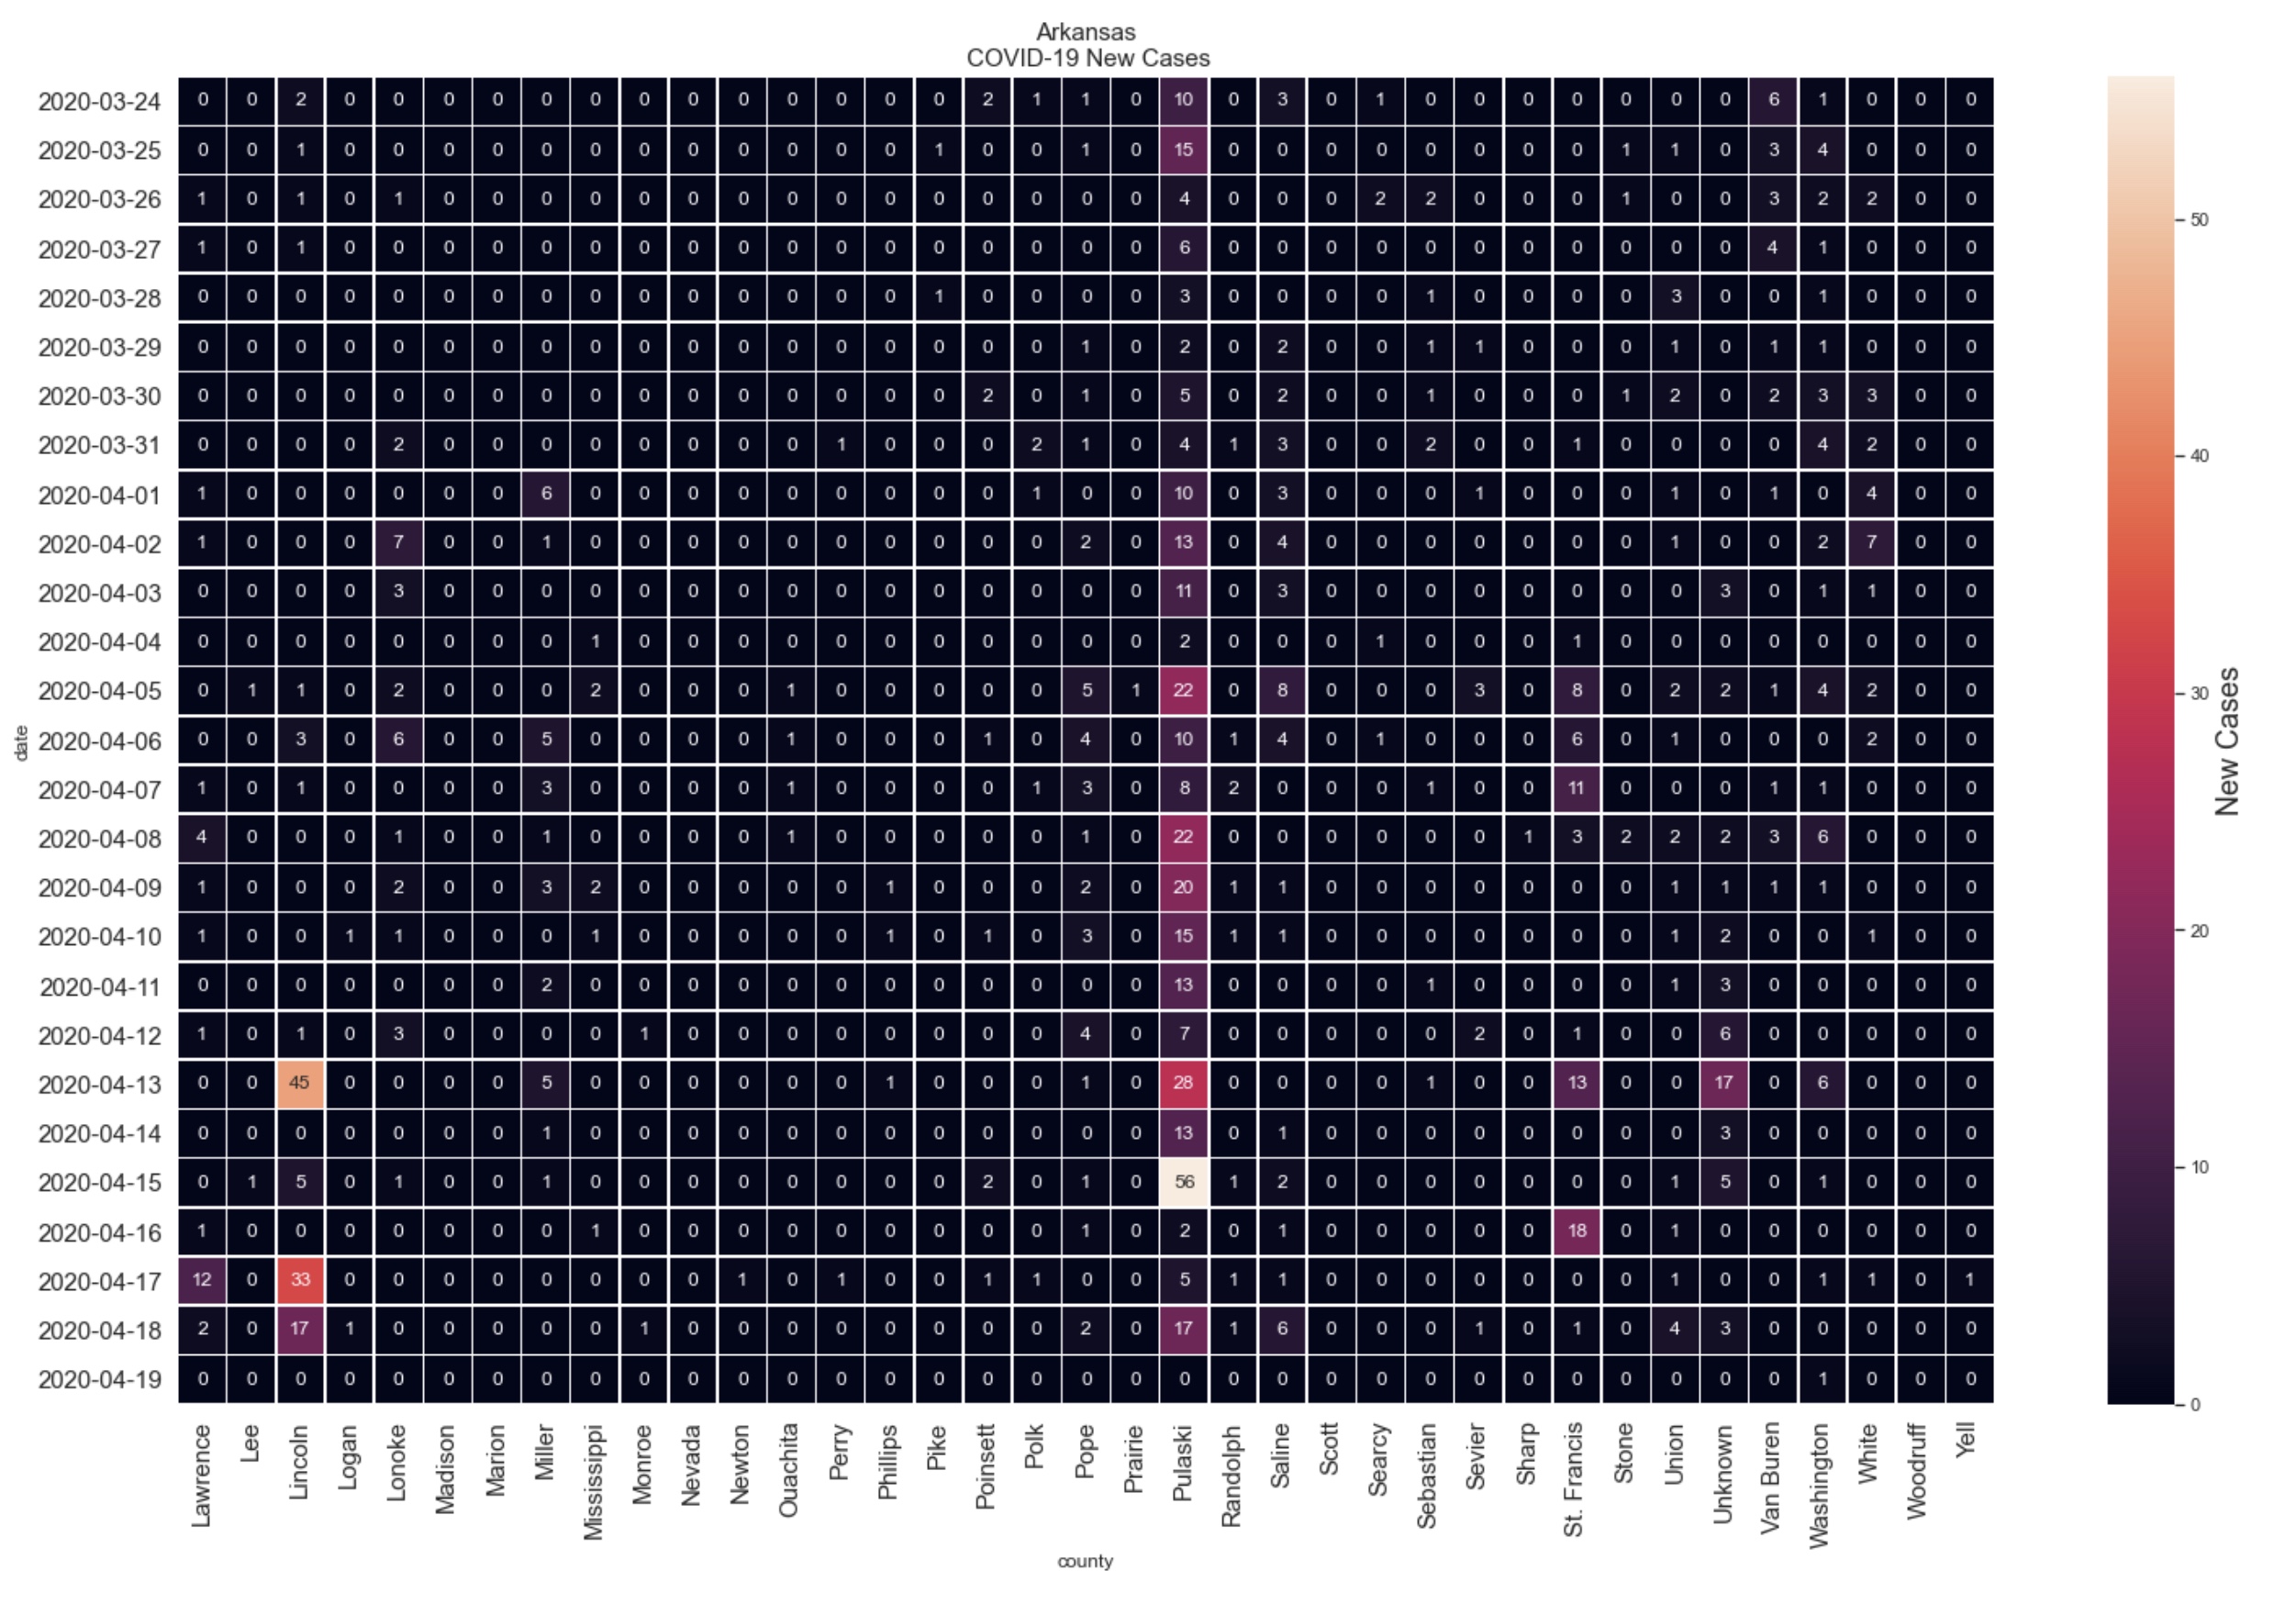 Arkansas
COVID-19 New Cases
2020-03-24 0 0 2 0 0 0 0 0 0 0 0 0 0 0 0 0 2 1 1 0 10 0 3 0 1 0 0 0 0 0 0 0 6 1 0 0 0
2020-03-25 0 0 1 0 0 0 0 0 0 0 0 0 0 0 0 1 0 0 1 0 15 0 0 0 0 0 0 0 0 1 1 0 3 4 0 0 0
2020-03-26 1 0 1 0 1 0 0 0 0 0 0 0 0 0 0 0 0 0 0 0 4 0 0 0 2 2 0 0 0 1 0 0 3 2 2 0 0
2020-03-27 1 0 1 0 0 0 0 0 0 0 0 0 0 0 0 0 0 0 0 0 6 0 0 0 0 0 0 0 0 0 0 0 4 1 0 0 0
2020-03-28 0 0 0 0 0 0 0 0 0 0 0 0 0 0 0 1 0 0 0 0 3 0 0 0 0 1 0 0 0 0 3 0 0 1 0 0 0
2020-03-29 0 0 0 0 0 0 0 0 0 0 0 0 0 0 0 0 0 0 1 0 2 0 2 0 0 1 1 0 0 0 1 0 1 1 0 0 0
2020-03-30 0 0 0 0 0 0 0 0 0 0 0 0 0 0 0 0 2 0 1 0 5 0 2 0 0 1 0 0 0 1 2 0 2 3 3 0 0
2020-03-31 0 0 0 0 2 0 0 0 0 0 0 0 0 1 0 0 0 2 1 0 4 1 3 0 0 2 0 0 1 0 0 0 0 4 2 0 0
2020-04-01 1 0 0 0 0 0 0 6 0 0 0 0 0 0 0 0 0 1 0 0 10 0 3 0 0 0 1 0 0 0 1 0 1 0 4 0 0
2020-04-02 1 0 0 0 7 0 0 1 0 0 0 0 0 0 0 0 0 0 2 0 13 0 4 0 0 0 0 0 0 0 1 0 0 2 7 0 0
2020-04-03 0 0 0 0 3 0 0 0 0 0 0 0 0 0 0 0 0 0 0 0 11 0 3 0 0 0 0 0 0 0 0 3 0 1 1 0 0
2020-04-04 0 0 0 0 0 0 0 0 1 0 0 0 0 0 0 0 0 0 0 0 2 0 0 0 1 0 0 0 1 0 0 0 0 0 0 0 0
2020-04-05 0 1 1 0 2 0 0 0 2 0 0 0 1 0 0 0 0 0 5 1 22 0 8 0 0 0 3 0 8 0 2 2 1 4 2 0 0
2020-04-06 0 0 3 0 6 0 0 5 0 0 0 0 1 0 0 0 1 0 4 0 10 1 4 0 1 0 0 0 6 0 1 0 0 0 2 0 0
2020-04-07 1 0 1 0 0 0 0 3 0 0 0 0 1 0 0 0 0 1 3 0 8 2 0 0 0 1 0 0 11 0 0 0 1 1 0 0 0
2020-04-08 4 0 0 0 1 0 0 1 0 0 0 0 1 0 0 0 0 0 1 0 22 0 0 0 0 0 0 1 3 2 2 2 3 6 0 0 0
2020-04-09 1 0 0 0 2 0 0 3 2 0 0 0 0 0 1 0 0 0 2 0 20 1 1 0 0 0 0 0 0 0 1 1 1 1 0 0 0
2020-04-10 1 0 0 1 1 0 0 0 1 0 0 0 0 0 1 0 1 0 3 0 15 1 1 0 0 0 0 0 0 0 1 2 0 0 1 0 0
2020-04-11 0 0 0 0 0 0 0 2 0 0 0 0 0 0 0 0 0 0 0 0 13 0 0 0 0 1 0 0 0 0 1 3 0 0 0 0 0
2020-04-12 1 0 1 0 3 0 0 0 0 1 0 0 0 0 0 0 0 0 4 0 7 0 0 0 0 0 2 0 1 0 0 6 0 0 0 0 0
2020-04-13 0 0 45 0 0 0 0 5 0 0 0 0 0 0 1 0 0 0 1 0 28 0 0 0 0 1 0 0 13 0 0 17 0 6 0 0 0
2020-04-14 0 0 0 0 0 0 0 1 0 0 0 0 0 0 0 0 0 0 0 0 13 0 1 0 0 0 0 0 0 0 0 3 0 0 0 0 0
2020-04-15 0 1 5 0 1 0 0 1 0 0 0 0 0 0 0 0 2 0 1 0 56 1 2 0 0 0 0 0 0 0 1 5 0 1 0 0 0
2020-04-16 1 0 0 0 0 0 0 0 1 0 0 0 0 0 0 0 0 0 1 0 2 0 1 0 0 0 0 0 18 0 1 0 0 0 0 0 0
2020-04-17 12 0 33 0 0 0 0 0 0 0 0 1 0 1 0 0 1 1 0 0 5 1 1 0 0 0 0 0 0 0 1 0 0 1 1 0 1
2020-04-18 2 0 17 1 0 0 0 0 0 1 0 0 0 0 0 0 0 0 2 0 17 1 6 0 0 0 1 0 1 0 4 3 0 0 0 0 0
2020-04-19 0 0 0 0 0 0 0 0 0 0 0 0 0 0 0 0 0 0 0 0 0 0 0 0 0 0 0 0 0 0 0 0 0 1 0 0 0
date
Lawrence
Lee
Lincoln
Logan
Lonoke
Madison
Marion
Miller
Mississippi
Monroe
Nevada
Newton
Ouachita
Perry
Phillips
Pike
Poinsett
Polk
Pope
Prairie
Pulaski
Randolph
Saline
Scott
Searcy
Sebastian
Sevier
Sharp
St. Francis
Stone
Union
Unknown
Van Buren
Washington
White
Woodruff
Yell
county
50
40
30
20
10
0
New Cases